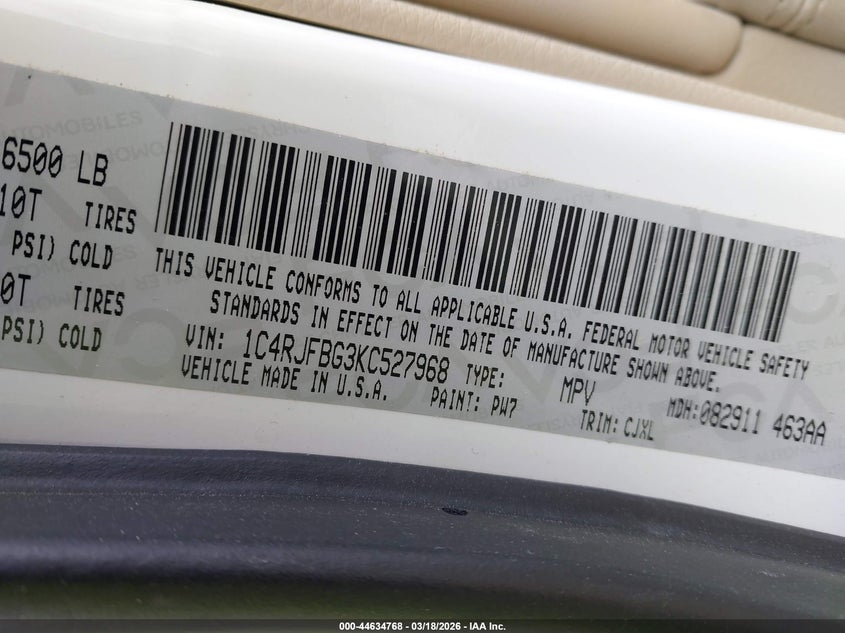 6500 LB
10T TIRES
PSI) COLD
0T TIRES
PSI) COLD
THIS VEHICLE CONFORMS TO ALL APPLICABLE U.S.A. FEDERAL MOTOR VEHICLE SAFETY
STANDARDS IN EFFECT ON THE DATE OF MANUFACTURE SHOWN ABOVE.
VIN: 1C4RJFBG3KC527968 TYPE: MPV MDH:082911 463AA
VEHICLE MADE IN U.S.A. PAINT: PW7 TRIM: CJXL
000-44634768 - 03/18/2026 - IAA Inc.